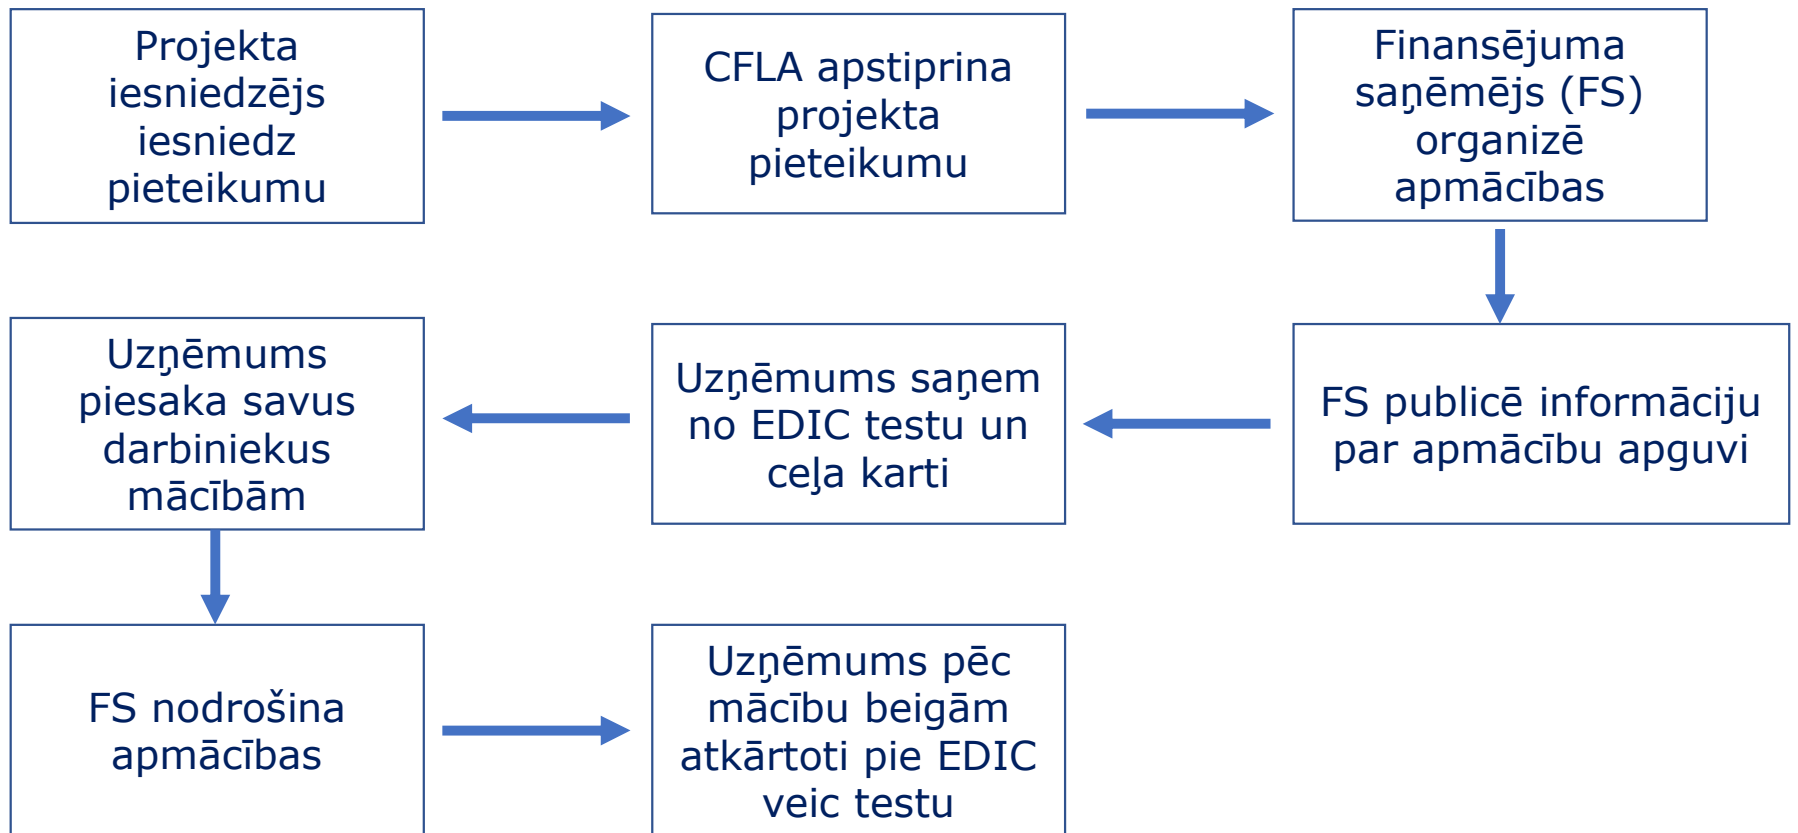 Projekta
iesniedzējs
iesniedz
pieteikumu
CFLA apstiprina
projekta
pieteikumu
Finansējuma
saņēmējs (FS)
organizē
apmācības
FS publicē informāciju
par apmācību apguvi
Uzņēmums saņem
no EDIC testu un
ceļa karti
Uzņēmums
piesaka savus
darbiniekus
mācībām
FS nodrošina
apmācības
Uzņēmums pēc
mācību beigām
atkārtoti pie EDIC
veic testu